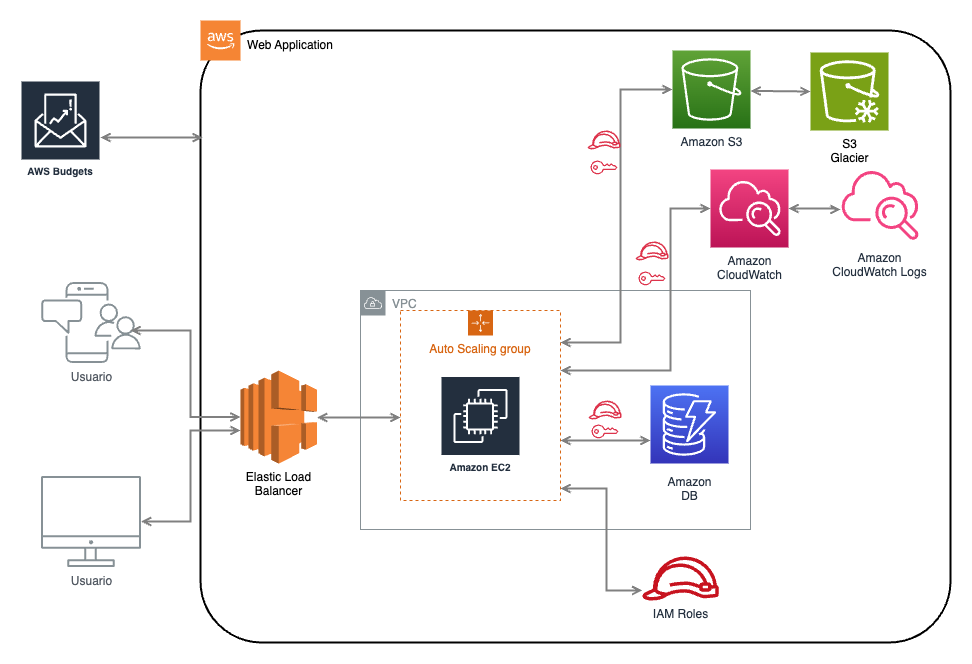 aws
Web Application
AWS Budgets
Amazon S3
S3
Glacier
Amazon
CloudWatch
Amazon
CloudWatch Logs
VPC
Auto Scaling group
Usuario
Amazon EC2
Elastic Load
Balancer
Amazon
DB
Usuario
IAM Roles